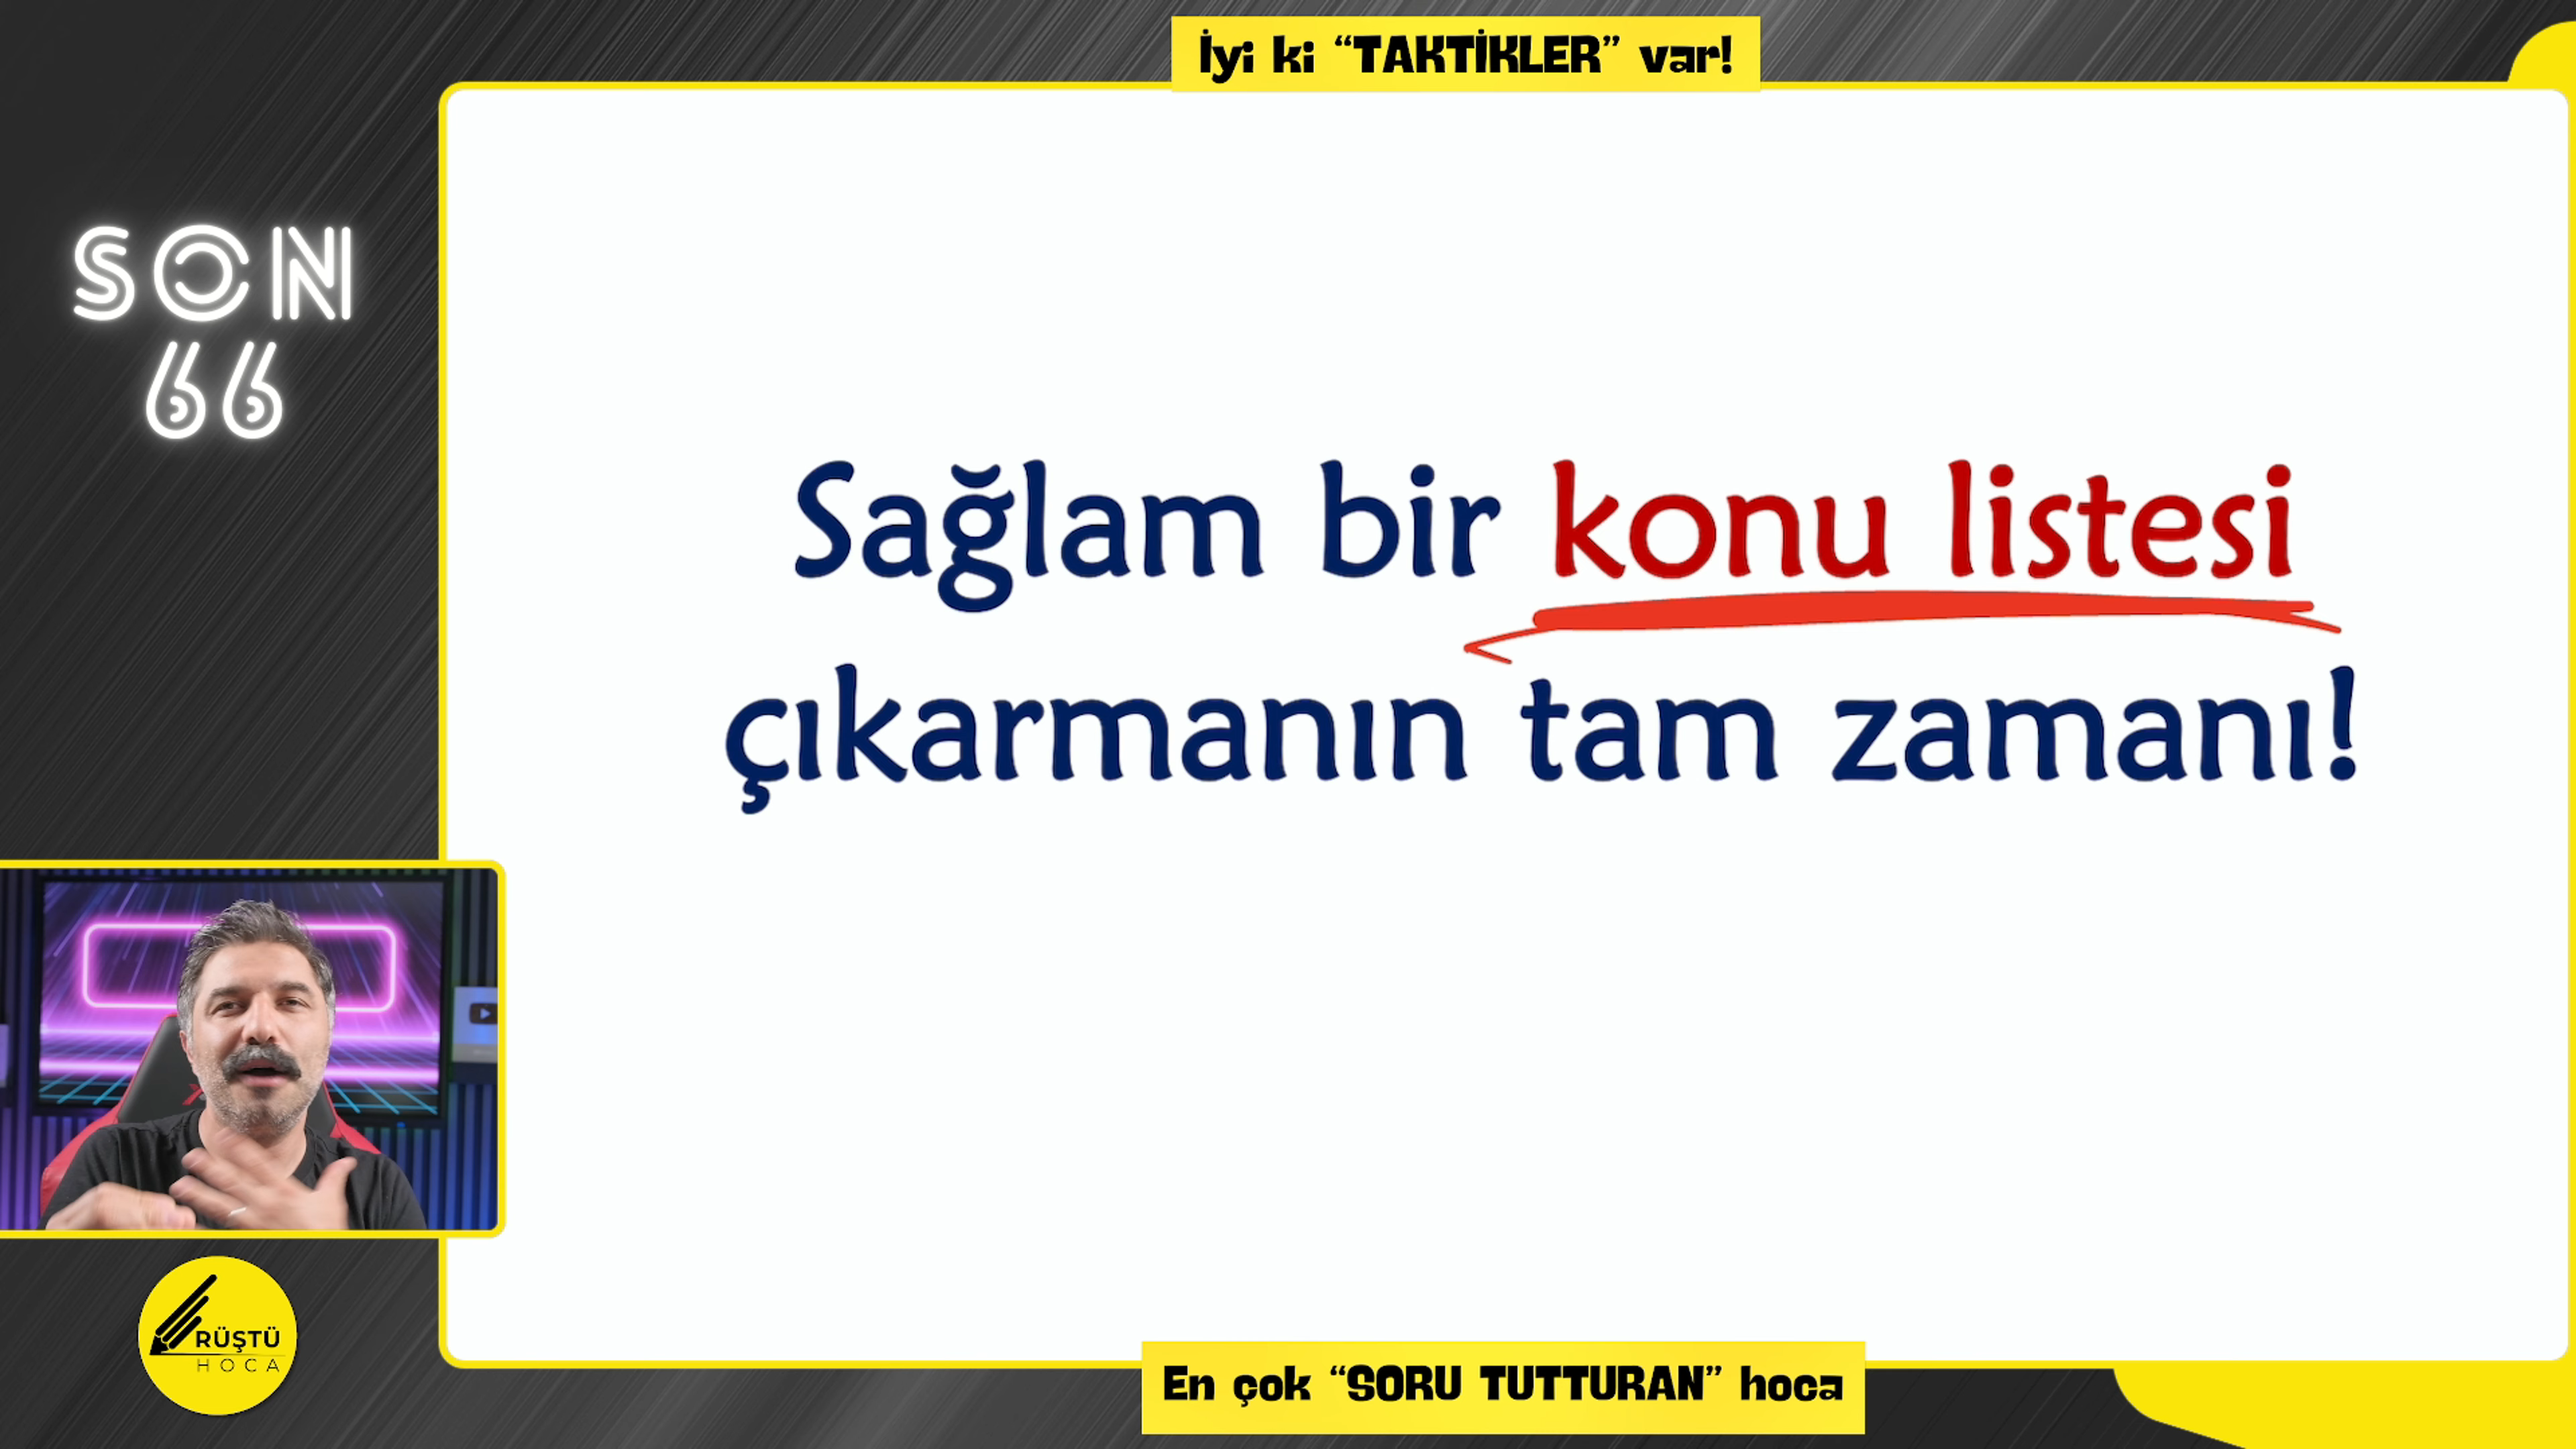 İyi ki “TAKTİKLER” var!
SON
66
Sağlam bir konu listesi
çıkarmanın tam zamanı!
RÜŞTÜ
HOCA
En çok “SORU TUTTURAN” hoca